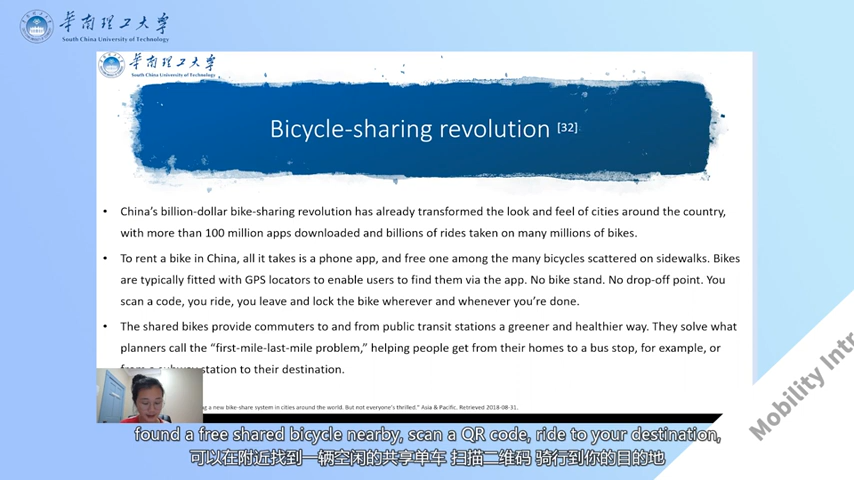 华南理工大学
South China University of Technology
华南理工大学
South China University of Technology
Bicycle-sharing revolution [32]
• China's billion-dollar bike-sharing revolution has already transformed the look and feel of cities around the country,
with more than 100 million apps downloaded and billions of rides taken on many millions of bikes.
• To rent a bike in China, all it takes is a phone app, and free one among the many bicycles scattered on sidewalks. Bikes
are typically fitted with GPS locators to enable users to find them via the app. No bike stand. No drop-off point. You
scan a code, you ride, you leave and lock the bike wherever and whenever you're done.
• The shared bikes provide commuters to and from public transit stations a greener and healthier way. They solve what
planners call the “first-mile-last-mile problem,” helping people get from their homes to a bus stop, for example, or
station to their destination.
a new bike-share system in cities around the world. But not everyone's thrilled." Asia & Pacific. Retrieved 2018-08-31.
Mobility Intr
found a free shared bicycle nearby, scan a QR code, ride to your destination,
可以在附近找到一辆空闲的共享单车 扫描二维码 骑行到你的目的地